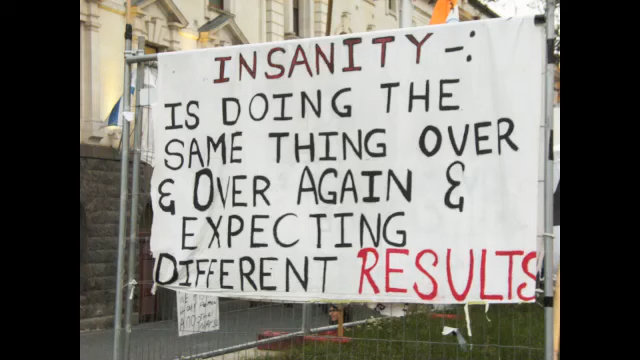 INSANITY -:
IS DOING THE
SAME THING OVER
& OVER AGAIN &
EXPECTING
DIFFERENT RESULTS